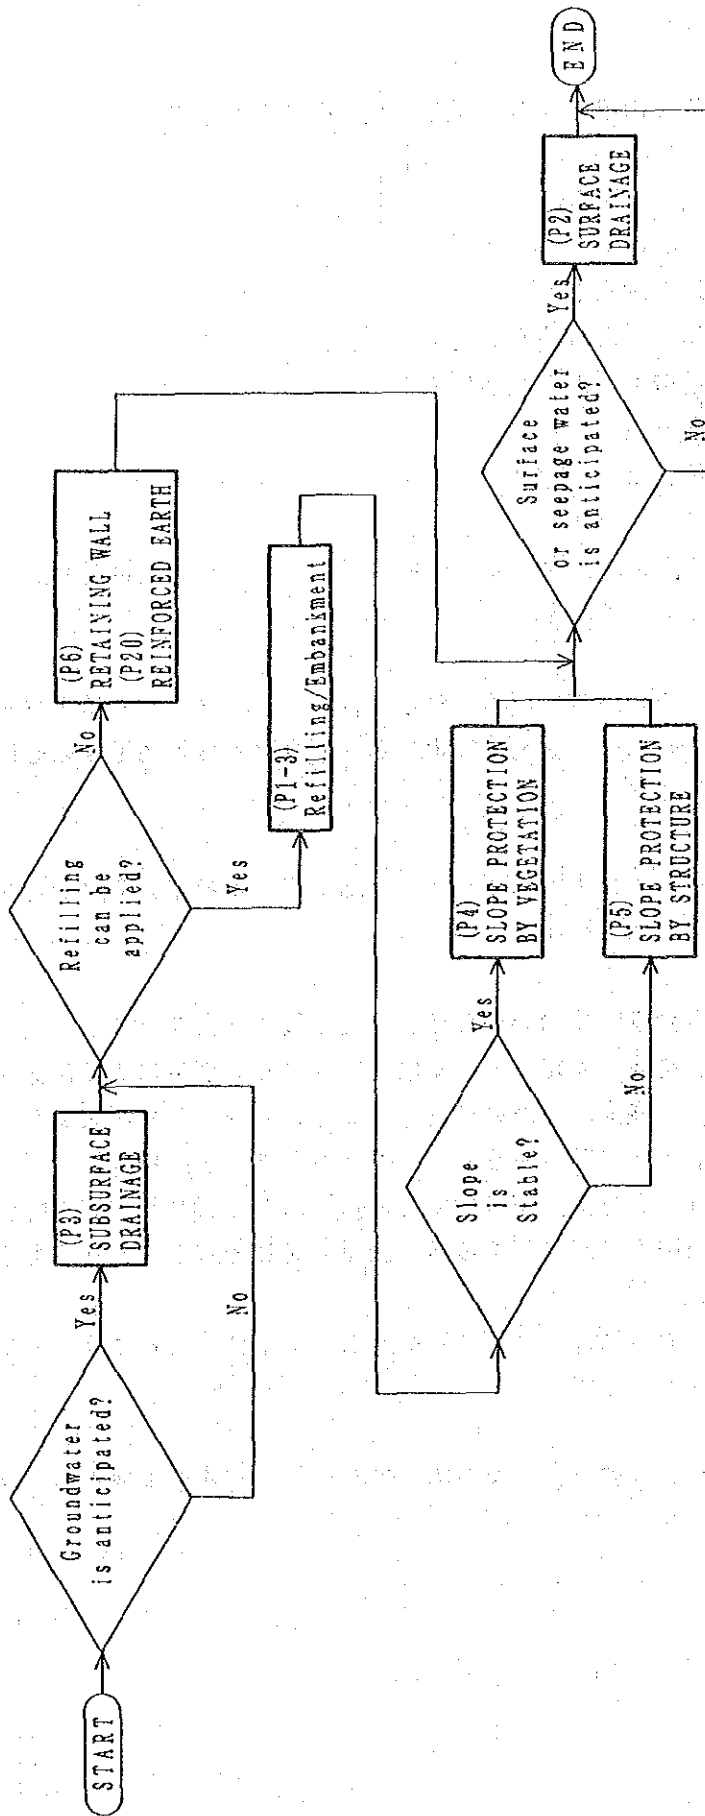 START
Groundwater
is anticipated?
Yes
No
(P3)
SUBSURFACE
DRAINAGE
Refilling
can be
applied?
No
Yes
(P6)
RETAINING WALL
(P20)
REINFORCED EARTH
(P1-3)
Refilling/Embankment
Slope
is
Stable?
Yes
No
(P4)
SLOPE PROTECTION
BY VEGETATION
(P5)
SLOPE PROTECTION
BY STRUCTURE
Surface
or seepage water
is anticipated?
Yes
No
(P2)
SURFACE
DRAINAGE
END